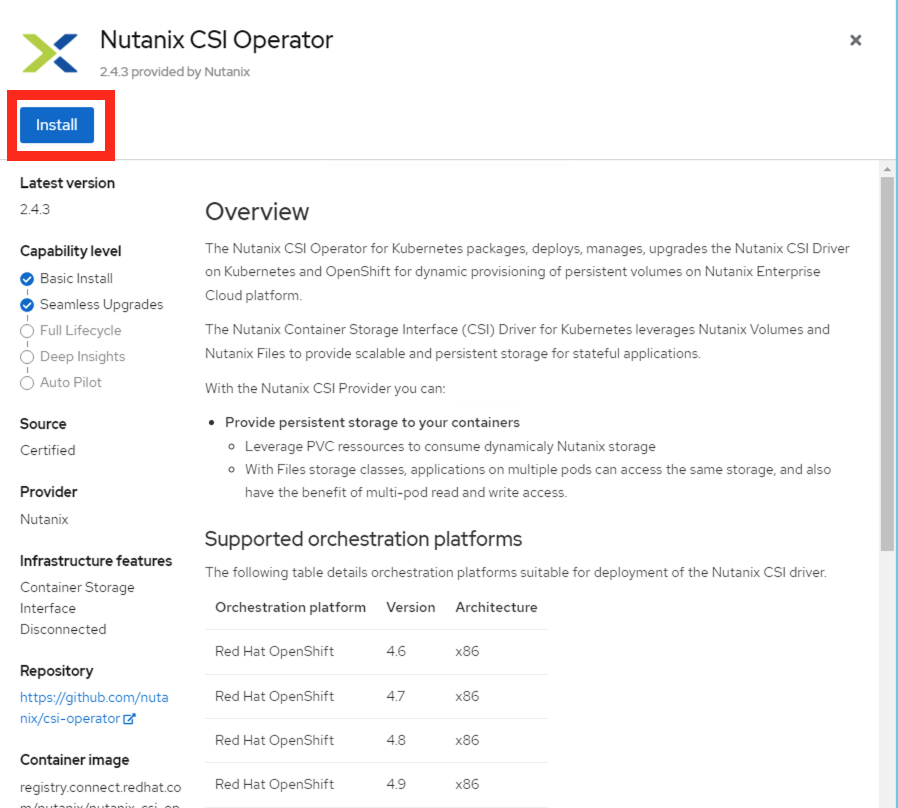 Nutanix CSI Operator
2.4.3 provided by Nutanix
Install
Latest version
2.4.3
Capability level
Basic Install
Seamless Upgrades
Full Lifecycle
Deep Insights
Auto Pilot
Source
Certified
Provider
Nutanix
Infrastructure features
Container Storage
Interface
Disconnected
Repository
https://github.com/nuta
nix/csi-operator
Container image
registry.connect.redhat.co
m/nutanix/nutanix-csi-op
Overview
The Nutanix CSI Operator for Kubernetes packages, deploys, manages, upgrades the Nutanix CSI Driver
on Kubernetes and OpenShift for dynamic provisioning of persistent volumes on Nutanix Enterprise
Cloud platform.
The Nutanix Container Storage Interface (CSI) Driver for Kubernetes leverages Nutanix Volumes and
Nutanix Files to provide scalable and persistent storage for stateful applications.
With the Nutanix CSI Provider you can:
• Provide persistent storage to your containers
Leverage PVC ressources to consume dynamicaly Nutanix storage
With Files storage classes, applications on multiple pods can access the same storage, and also
have the benefit of multi-pod read and write access.
Supported orchestration platforms
The following table details orchestration platforms suitable for deployment of the Nutanix CSI driver.
Orchestration platform Version Architecture
Red Hat OpenShift 4.6 x86
Red Hat OpenShift 4.7 x86
Red Hat OpenShift 4.8 x86
Red Hat OpenShift 4.9 x86